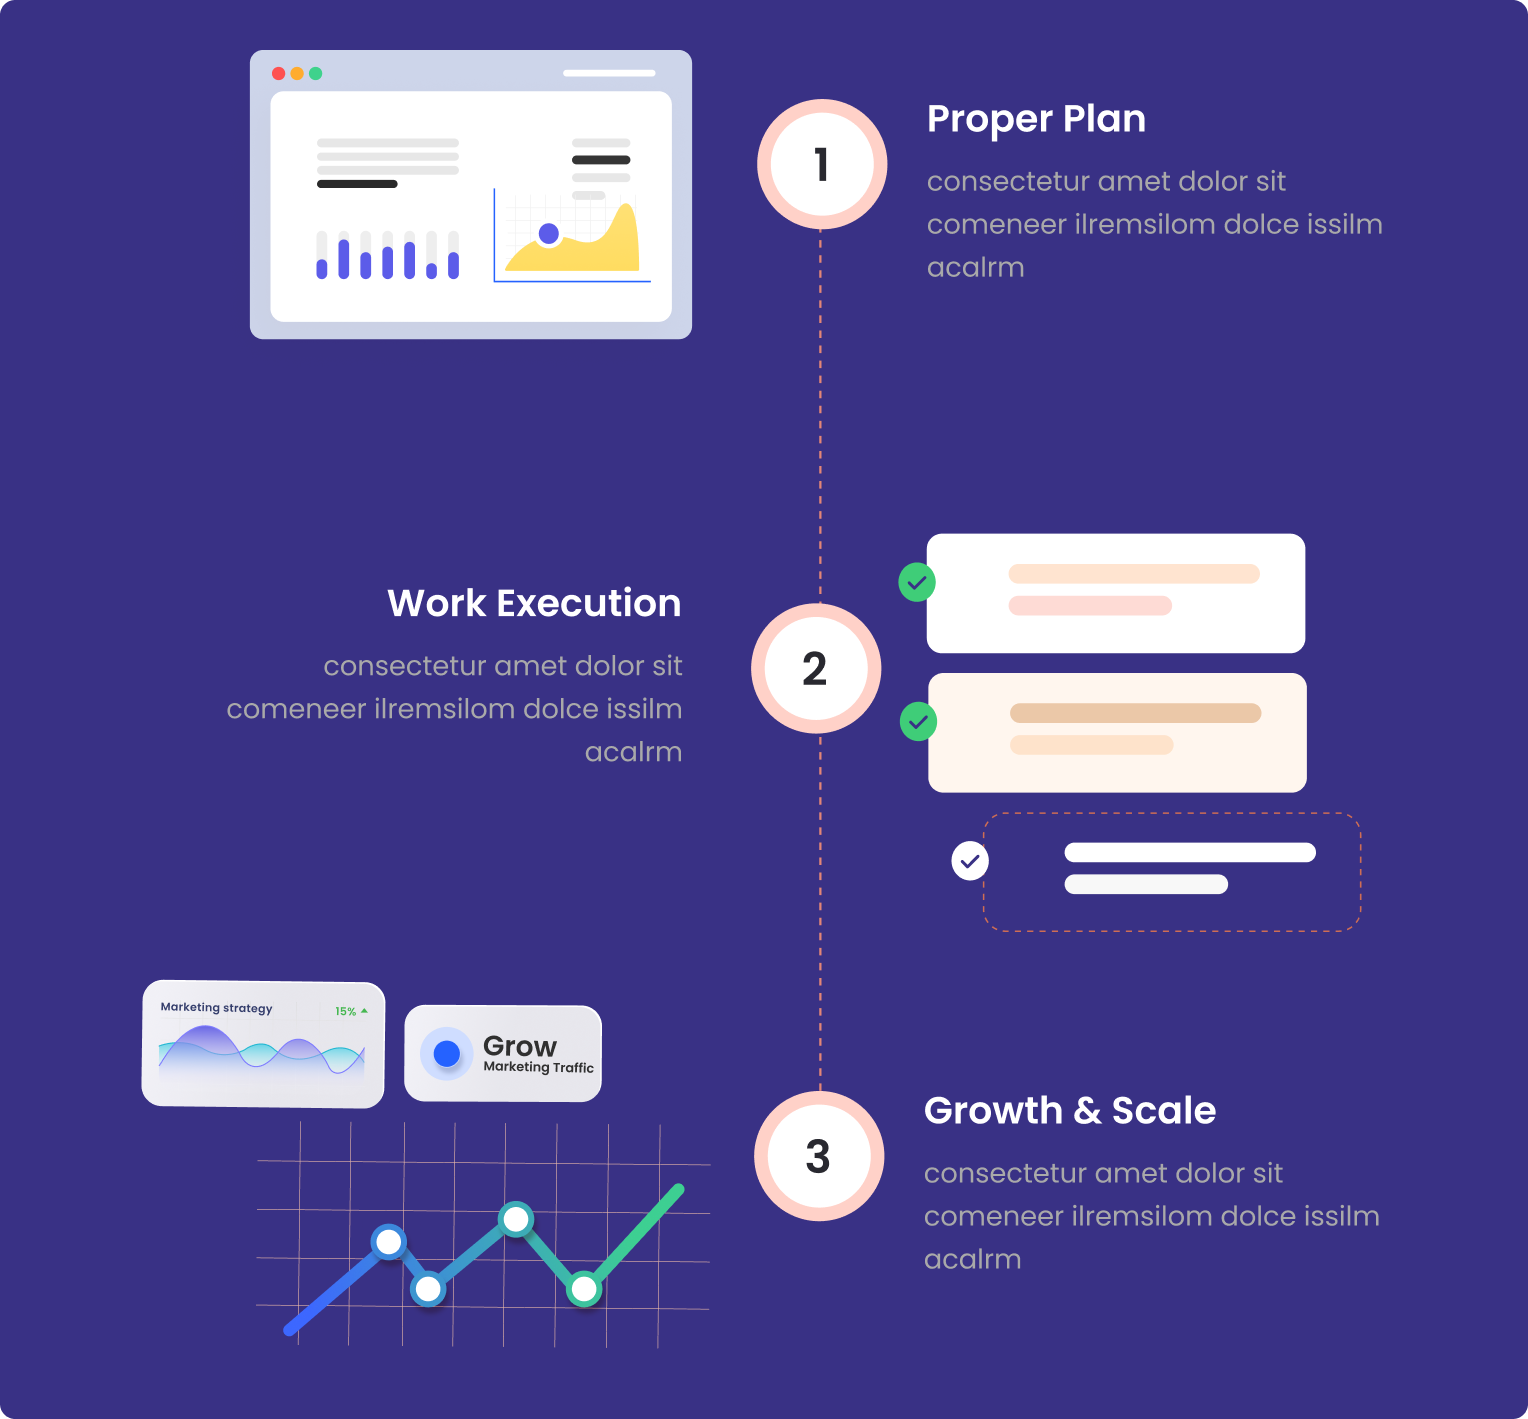 1
Proper Plan
consectetur amet dolor sit
comeneer ilremsilom dolce issilm
acalrm
Work Execution
consectetur amet dolor sit
comeneer ilremsilom dolce issilm
acalrm
2
Marketing strategy
15%
Grow
Marketing Traffic
3
Growth & Scale
consectetur amet dolor sit
comeneer ilremsilom dolce issilm
acalrm